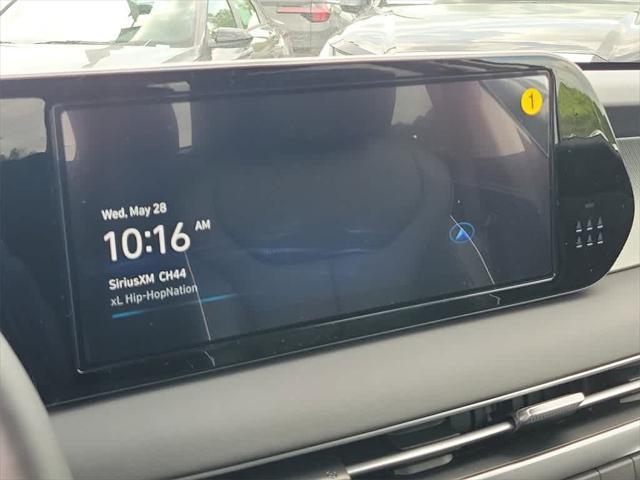 1
Wed, May 28
10:16 AM
SiriusXM CH44
xL Hip-HopNation